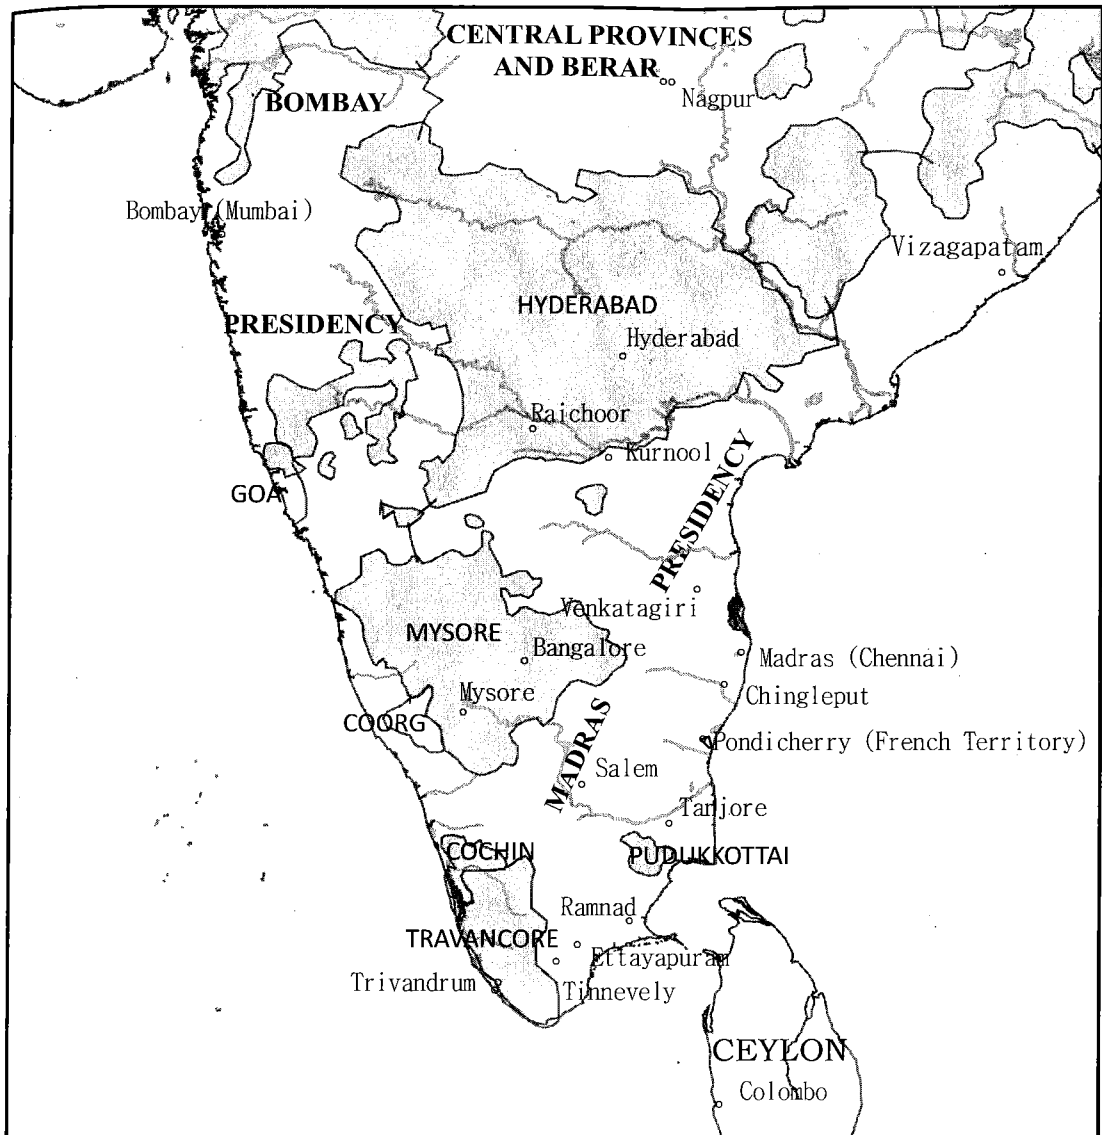 CENTRAL PROVINCES
AND BERAR
Nagpur
BOMBAY
Bombay (Mumbai)
Vizagapatam
HYDERABAD
PRESIDENCY
Hyderabad
Raichoor
Kurnool
GOA
PRESIDENCY
Venkatagiri
MYSORE
Bangalore
Madras (Chennai)
Chingleput
Mysore
COORG
MADRAS
Pondicherry (French Territory)
Salem
Tanjore
COCHIN
PUDUKKOTTAI
Ramnad
TRAVANCORE
Ettayapuram
Trivandrum
Tinnevely
CEYLON
Colombo